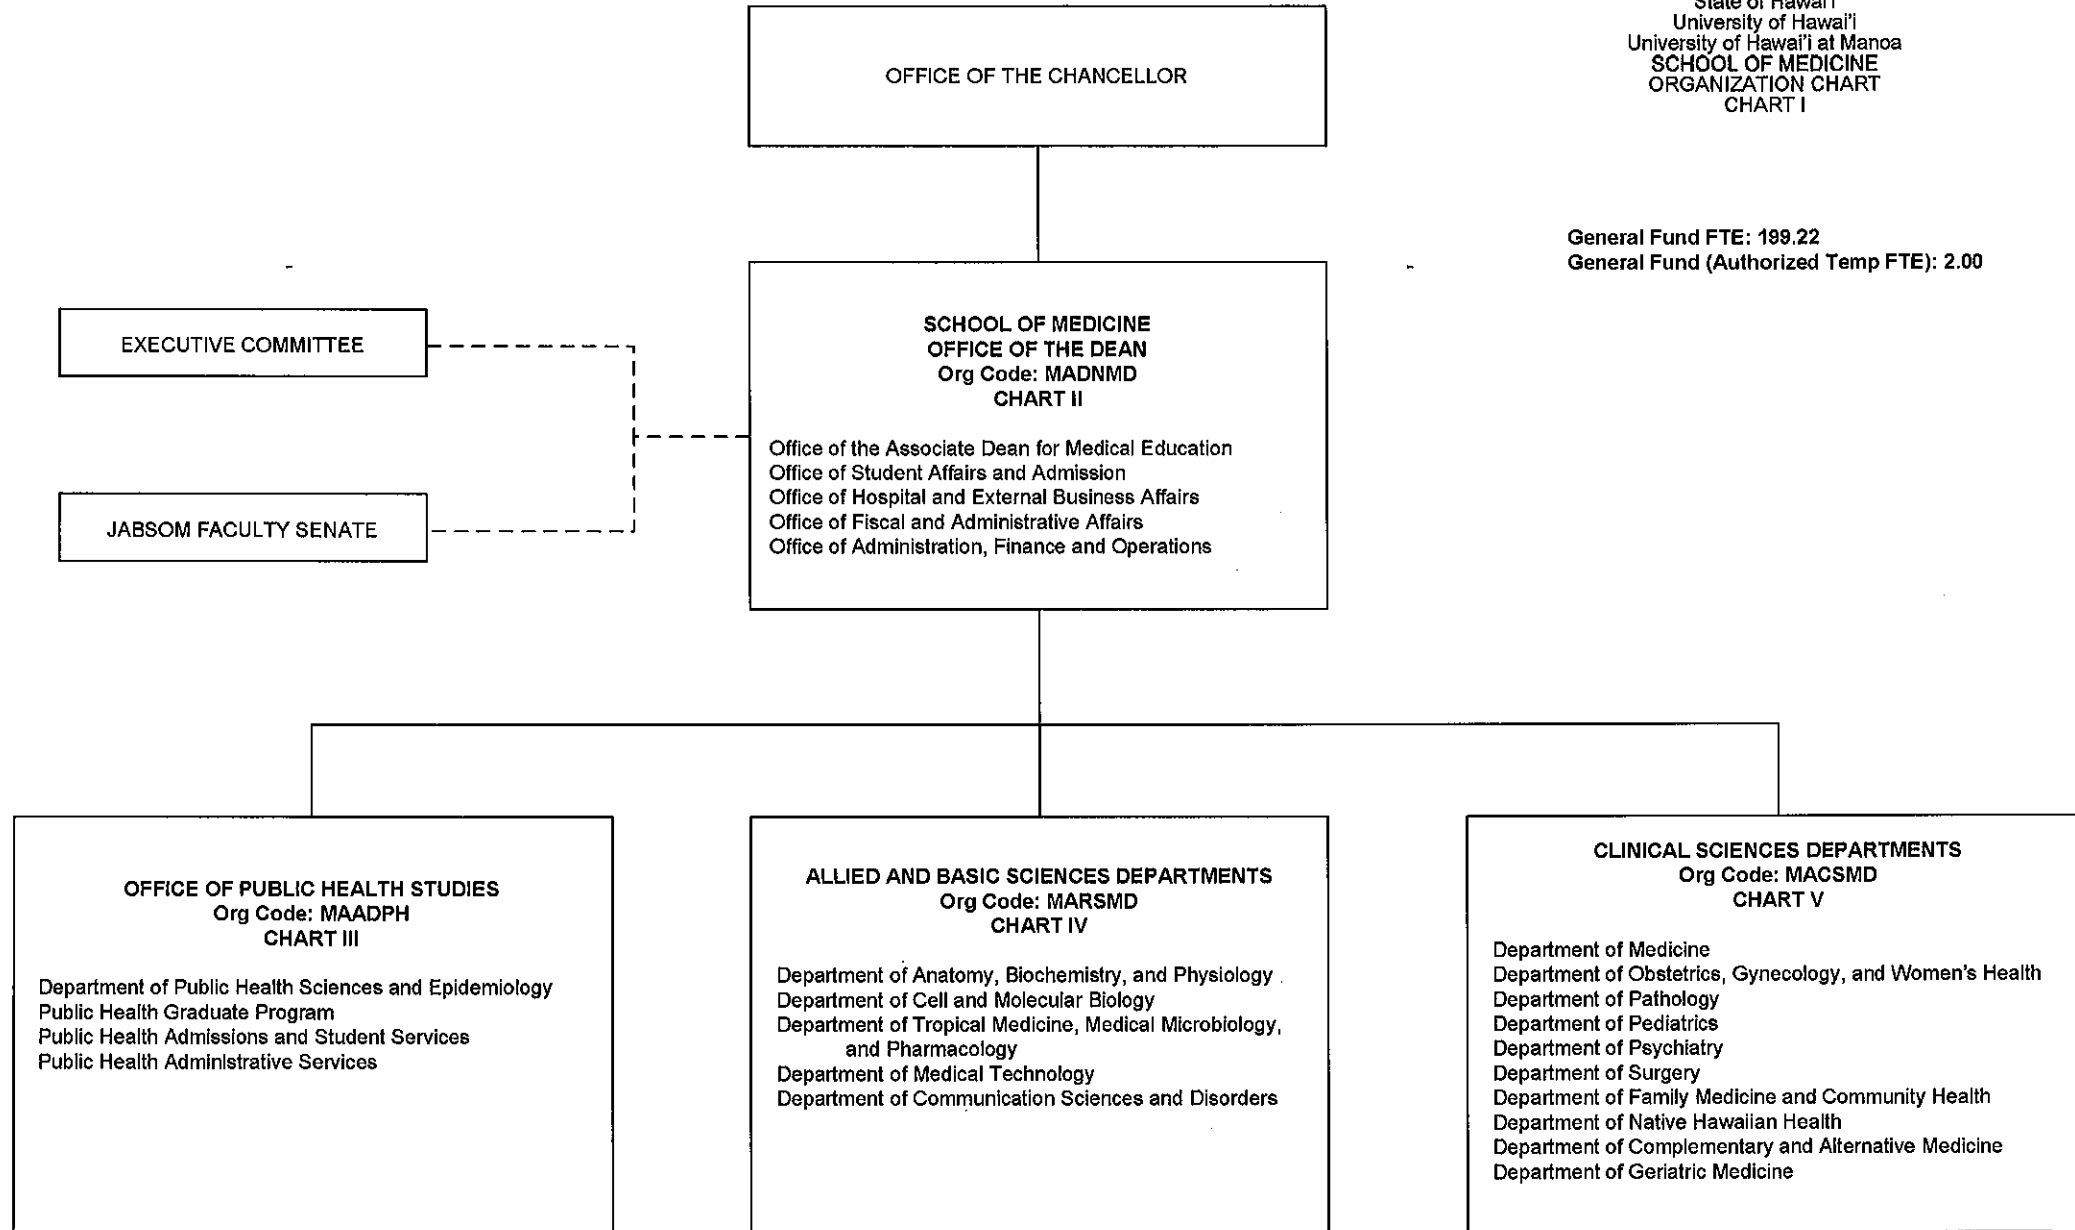 State of Hawai'i
University of Hawai'i
University of Hawai'i at Manoa
SCHOOL OF MEDICINE
ORGANIZATION CHART
CHART I
OFFICE OF THE CHANCELLOR
General Fund FTE: 199.22
General Fund (Authorized Temp FTE): 2.00
EXECUTIVE COMMITTEE
JABSOM FACULTY SENATE
SCHOOL OF MEDICINE
OFFICE OF THE DEAN
Org Code: MADNMD
CHART II
Office of the Associate Dean for Medical Education
Office of Student Affairs and Admission
Office of Hospital and External Business Affairs
Office of Fiscal and Administrative Affairs
Office of Administration, Finance and Operations
OFFICE OF PUBLIC HEALTH STUDIES
Org Code: MAADPH
CHART III
Department of Public Health Sciences and Epidemiology
Public Health Graduate Program
Public Health Admissions and Student Services
Public Health Administrative Services
ALLIED AND BASIC SCIENCES DEPARTMENTS
Org Code: MARSMD
CHART IV
Department of Anatomy, Biochemistry, and Physiology
Department of Cell and Molecular Biology
Department of Tropical Medicine, Medical Microbiology,
and Pharmacology
Department of Medical Technology
Department of Communication Sciences and Disorders
CLINICAL SCIENCES DEPARTMENTS
Org Code: MACSMD
CHART V
Department of Medicine
Department of Obstetrics, Gynecology, and Women's Health
Department of Pathology
Department of Pediatrics
Department of Psychiatry
Department of Surgery
Department of Family Medicine and Community Health
Department of Native Hawaiian Health
Department of Complementary and Alternative Medicine
Department of Geriatric Medicine